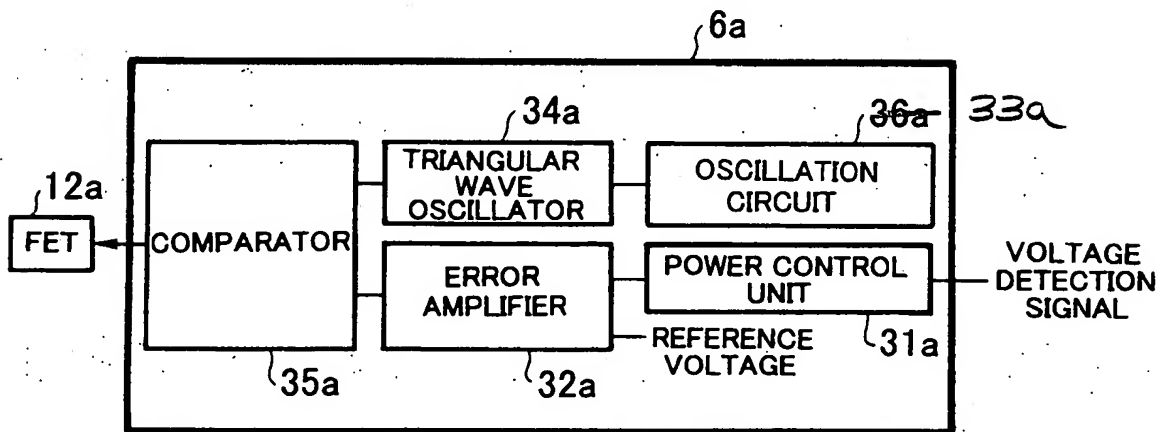 6a
34a
36a 33a
12a
FET
COMPARATOR
TRIANGULAR
WAVE
OSCILLATOR
OSCILLATION
CIRCUIT
ERROR
AMPLIFIER
POWER CONTROL
UNIT
VOLTAGE
DETECTION
SIGNAL
REFERENCE
VOLTAGE
31a
35a
32a